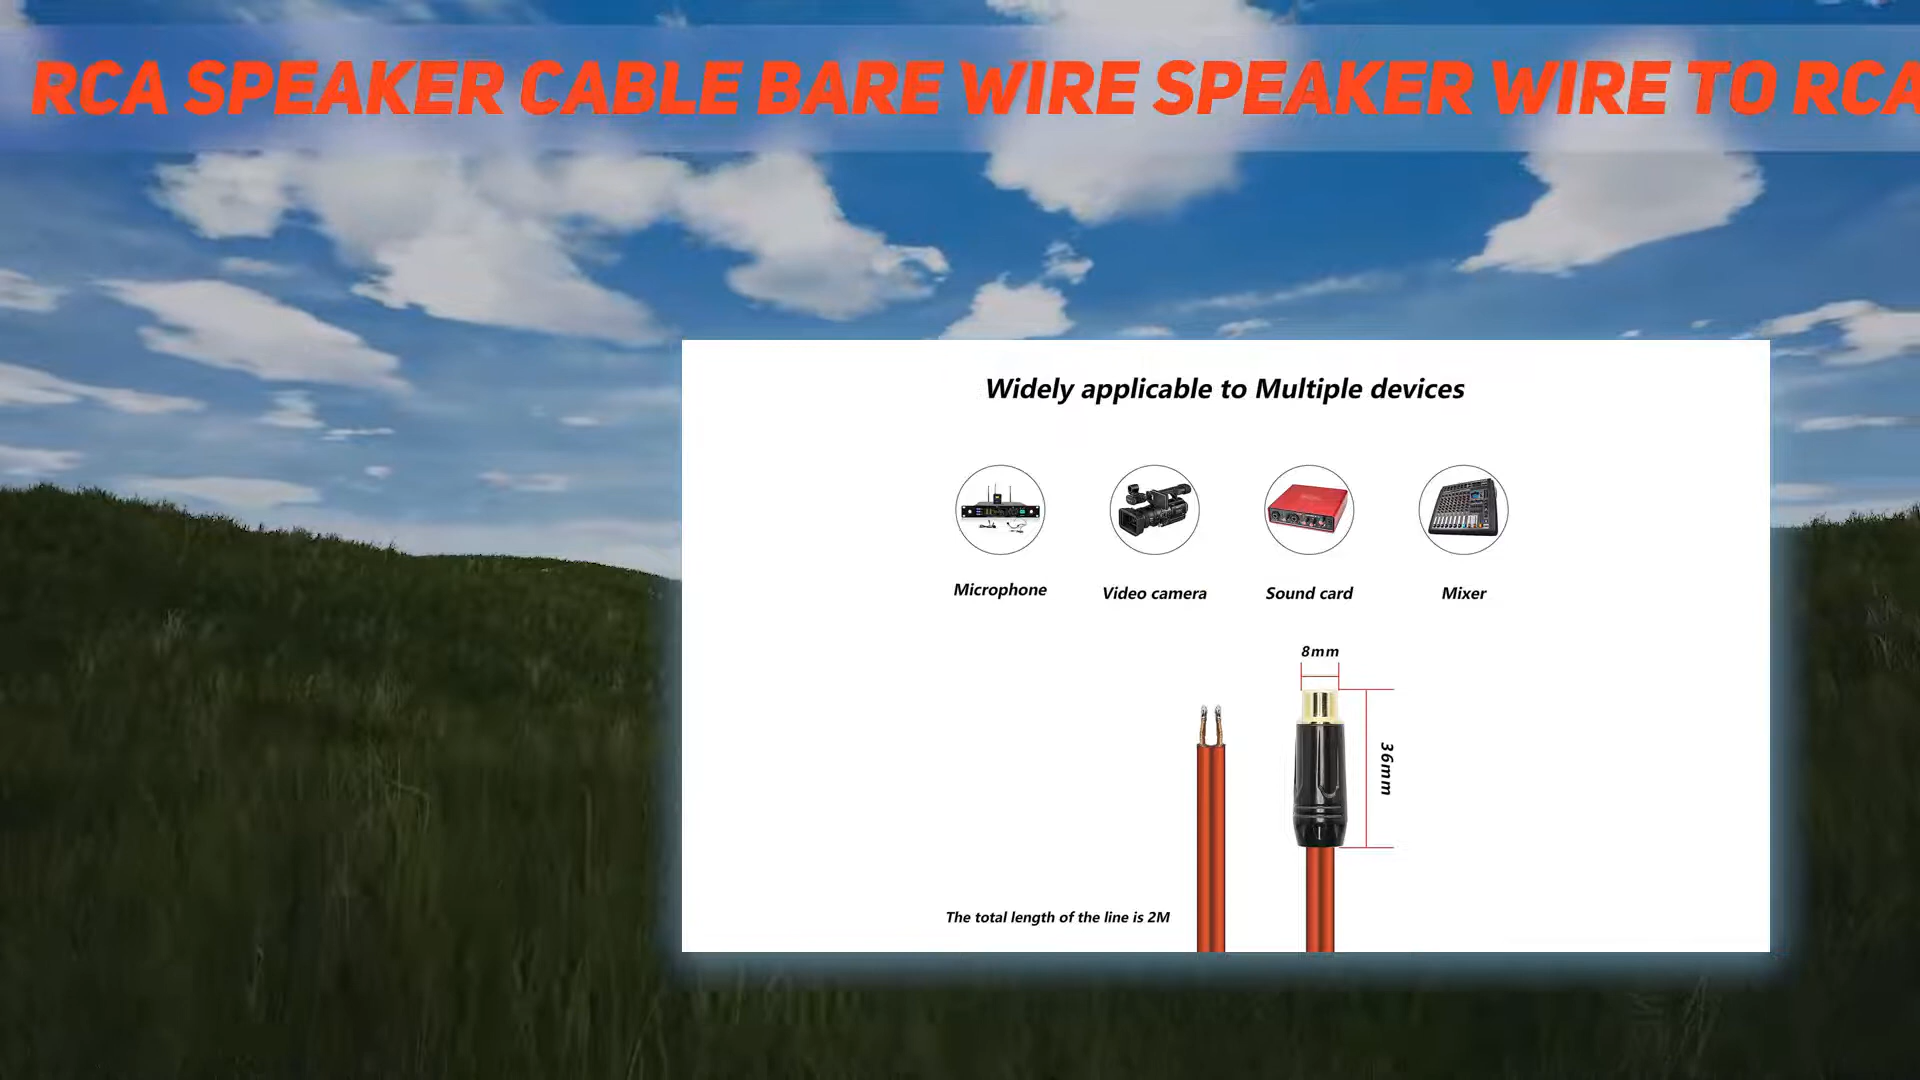 RCA SPEAKER CABLE BARE WIRE SPEAKER WIRE TO RCA
Widely applicable to Multiple devices
Microphone
Video camera
Sound card
Mixer
8mm
36mm
The total length of the line is 2M